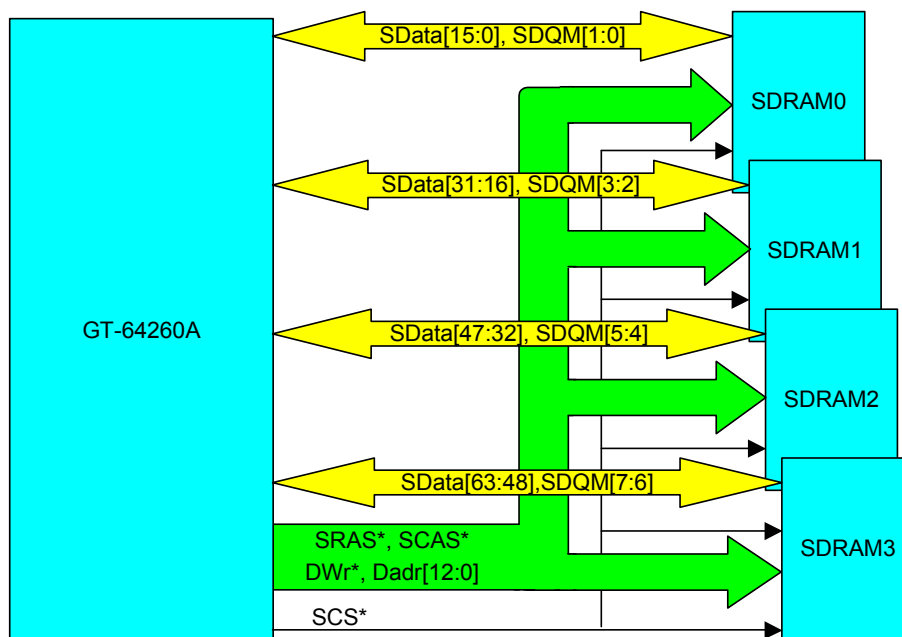 SData[15:0], SDQM[1:0]
SDRAM0
SData[31:16], SDQM[3:2]
SDRAM1
GT-64260A
SData[47:32], SDQM[5:4]
SDRAM2
SData[63:48],SDQM[7:6]
SRAS*, SCAS*
SDRAM3
DWr*, Dadr[12:0]
SCS*